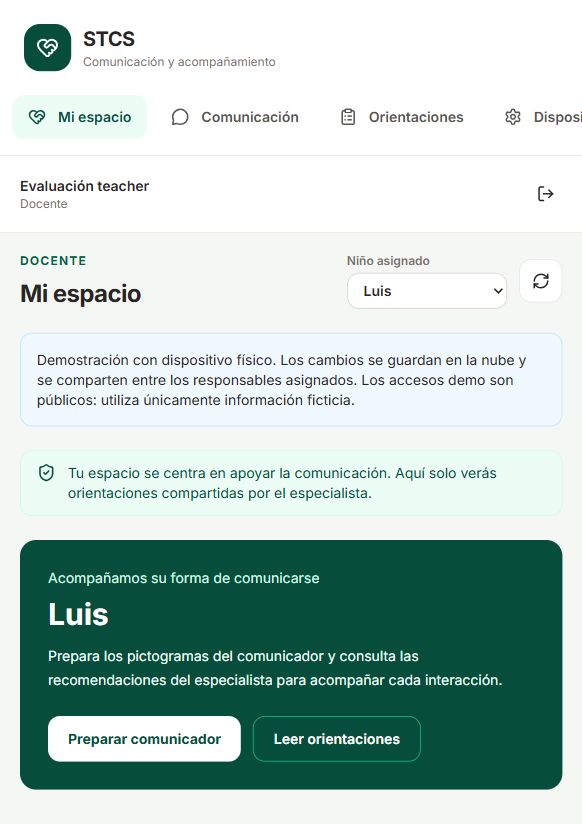 STCS
Comunicación y acompañamiento
Mi espacio
Comunicación
Orientaciones
Disposi
Evaluación teacher
Docente
DOCENTE
Mi espacio
Niño asignado
Luis
Demostración con dispositivo físico. Los cambios se guardan en la nube y
se comparten entre los responsables asignados. Los accesos demo son
públicos: utiliza únicamente información ficticia.
Tu espacio se centra en apoyar la comunicación. Aquí solo verás
orientaciones compartidas por el especialista.
Acompañamos su forma de comunicarse
Luis
Prepara los pictogramas del comunicador y consulta las
recomendaciones del especialista para acompañar cada interacción.
Preparar comunicador
Leer orientaciones